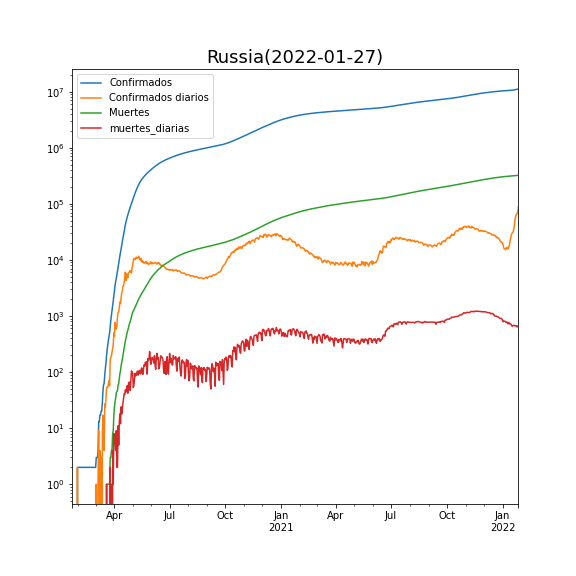 Russia(2022-01-27)
Confirmados
Confirmados diarios
Muertes
muertes_diarias
10⁷
10⁶
10⁵
10⁴
10³
10²
10¹
10⁰
Apr Jul Oct Jan Apr Jul Oct Jan
2021 2022